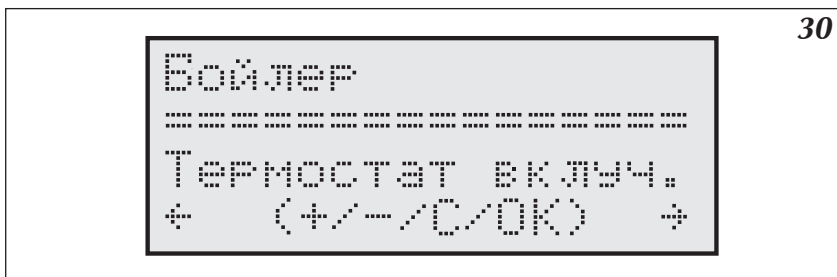 30
Бойлер
================
Термостат включ.
← (+/-/C/OK) →